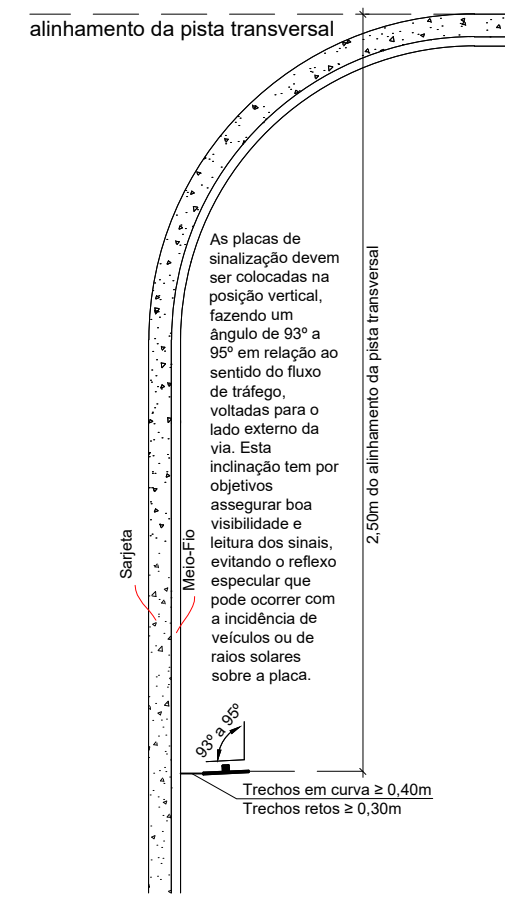 alinhamento da pista transversal
As placas de
sinalização devem
ser colocadas na
posição vertical,
fazendo um
ângulo de 93º a
95º em relação ao
sentido do fluxo
de tráfego,
voltadas para o
lado externo da
via. Esta
inclinação tem por
objetivos
assegurar boa
visibilidade e
leitura dos sinais,
evitando o reflexo
especular que
pode ocorrer com
a incidência de
veículos ou de
raios solares
sobre a placa.
2,50m do alinhamento da pista transversal
Sarjeta
Meio-Fio
93º a 95º
Trechos em curva ≥ 0,40m
Trechos retos ≥ 0,30m